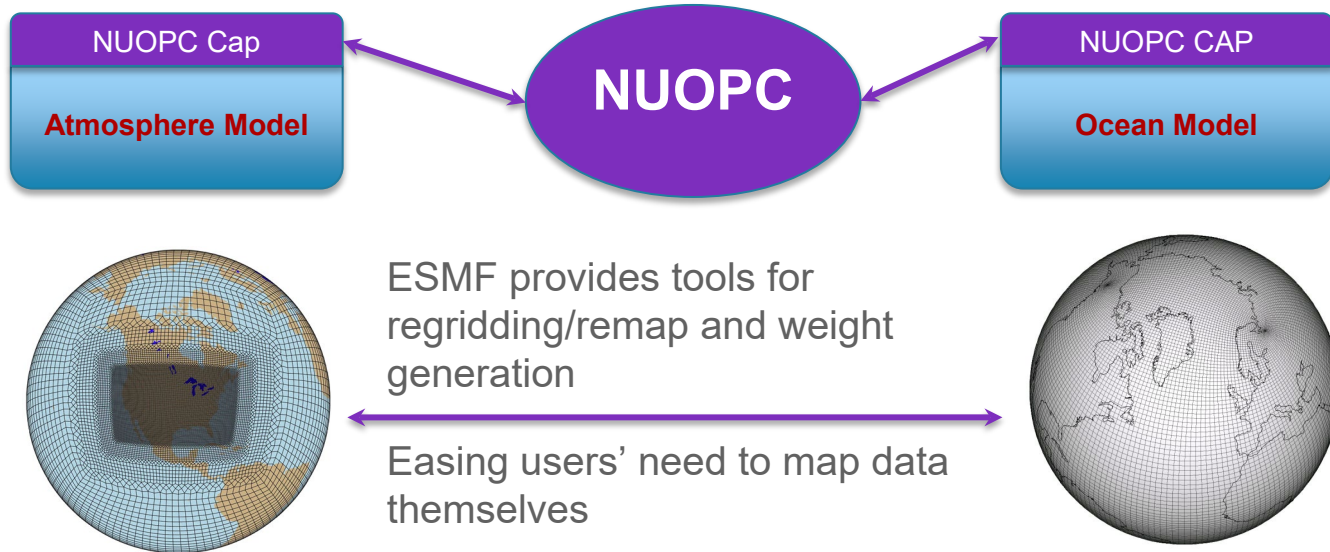 NUOPC Cap
Atmosphere Model
NUOPC
NUOPC CAP
Ocean Model
ESMF provides tools for
regridding/remap and weight
generation
Easing users’ need to map data
themselves